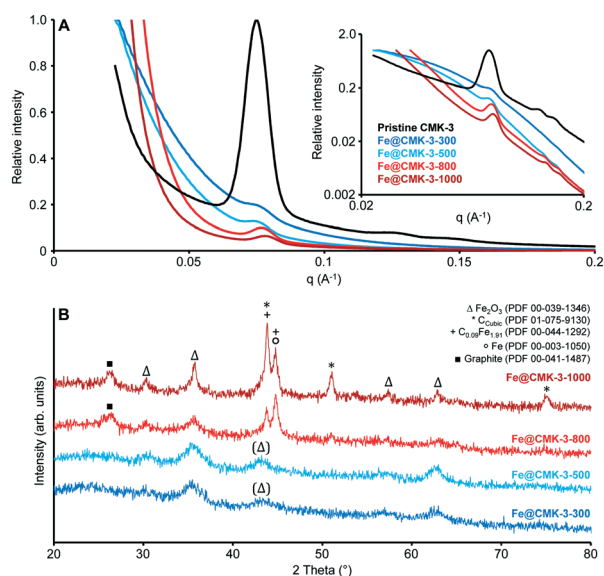 A
Relative intensity
1.0
0.8
0.6
0.4
0.2
0
0
0.05
0.1
0.15
0.2
q (A-1)
Relative intensity
2.0
0.2
0.02
0.002
0.02
0.2
q (A-1)
Pristine CMK-3
Fe@CMK-3-300
Fe@CMK-3-500
Fe@CMK-3-800
Fe@CMK-3-1000
B
Δ Fe2O3 (PDF 00-039-1346)
* CCubic (PDF 01-075-9130)
+ C0.09Fe1.91 (PDF 00-044-1292)
o Fe (PDF 00-003-1050)
■ Graphite (PDF 00-041-1487)
Intensity (arb. units)
■
Δ
Δ
*
+
+
o
*
Δ
Δ
*
Fe@CMK-3-1000
■
Fe@CMK-3-800
(Δ)
Fe@CMK-3-500
(Δ)
Fe@CMK-3-300
20
30
40
50
60
70
80
2 Theta (°)